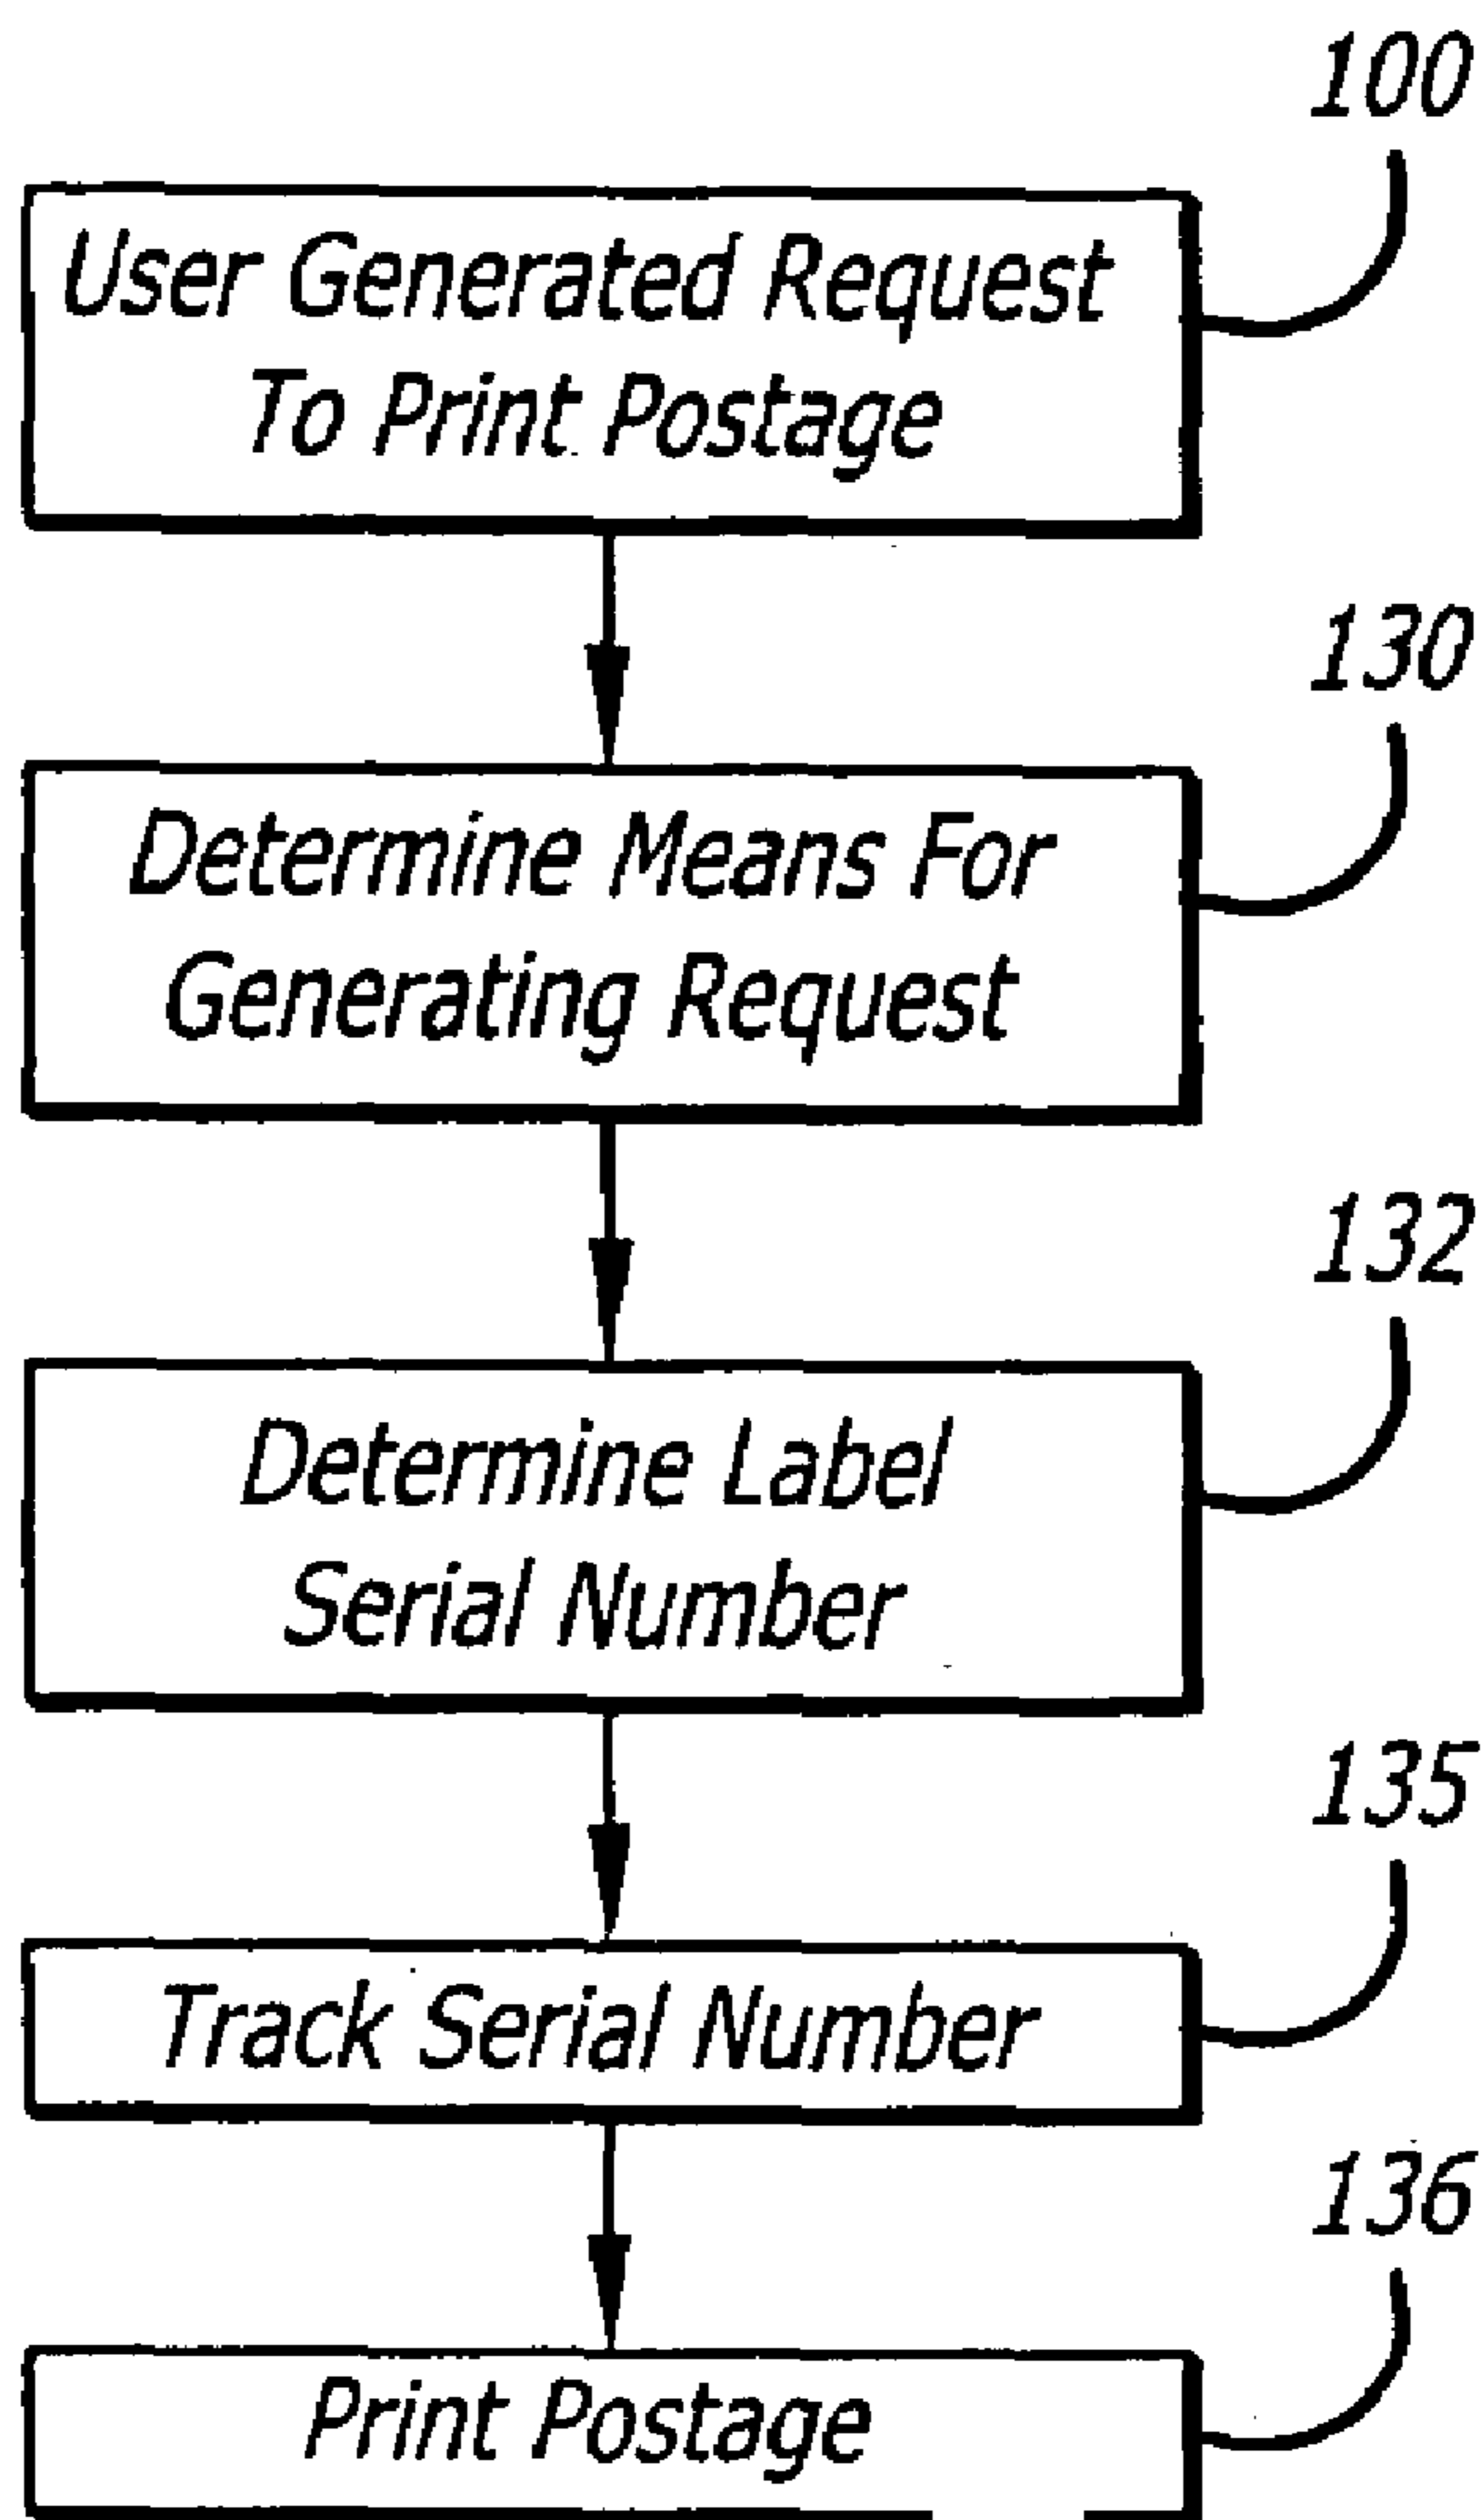 100
User Generated Request
To Print Postage
130
Determine Means For
Generating Request
132
Determine Label
Serial Number
135
Track Serial Number
136
Print Postage